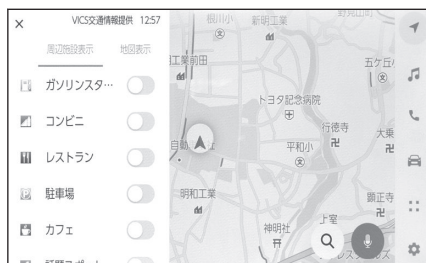 VICS交通情報提供 12:57
周辺施設表示 地図表示
ガソリンスタ…
コンビニ
レストラン
駐車場
カフェ
根川小
新明工業
工業前田
五ケ丘
トヨタ記念病院
行徳寺
大乗
平和小
明和工業
顕正寺
神明社
上室